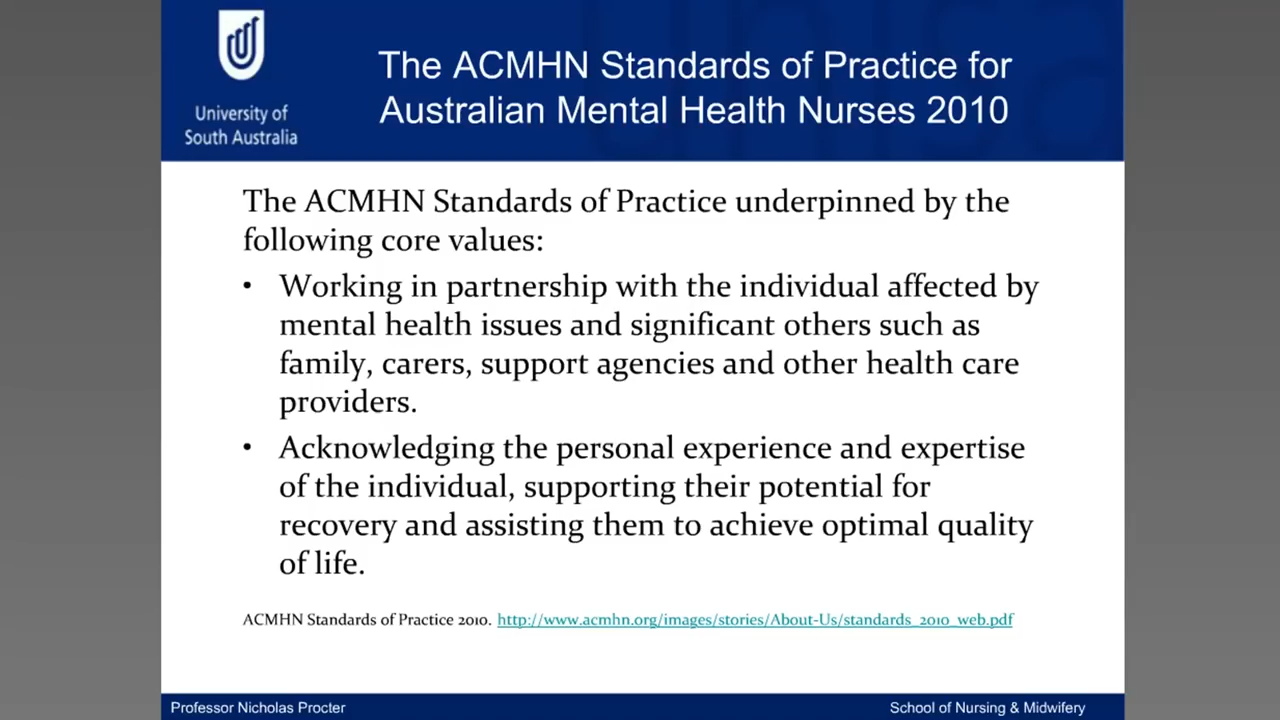 University of
South Australia
The ACMHN Standards of Practice for
Australian Mental Health Nurses 2010
The ACMHN Standards of Practice underpinned by the
following core values:
• Working in partnership with the individual affected by
mental health issues and significant others such as
family, carers, support agencies and other health care
providers.
• Acknowledging the personal experience and expertise
of the individual, supporting their potential for
recovery and assisting them to achieve optimal quality
of life.
ACMHN Standards of Practice 2010. http://www.acmhn.org/images/stories/About-Us/standards_2010_web.pdf
Professor Nicholas Procter
School of Nursing & Midwifery